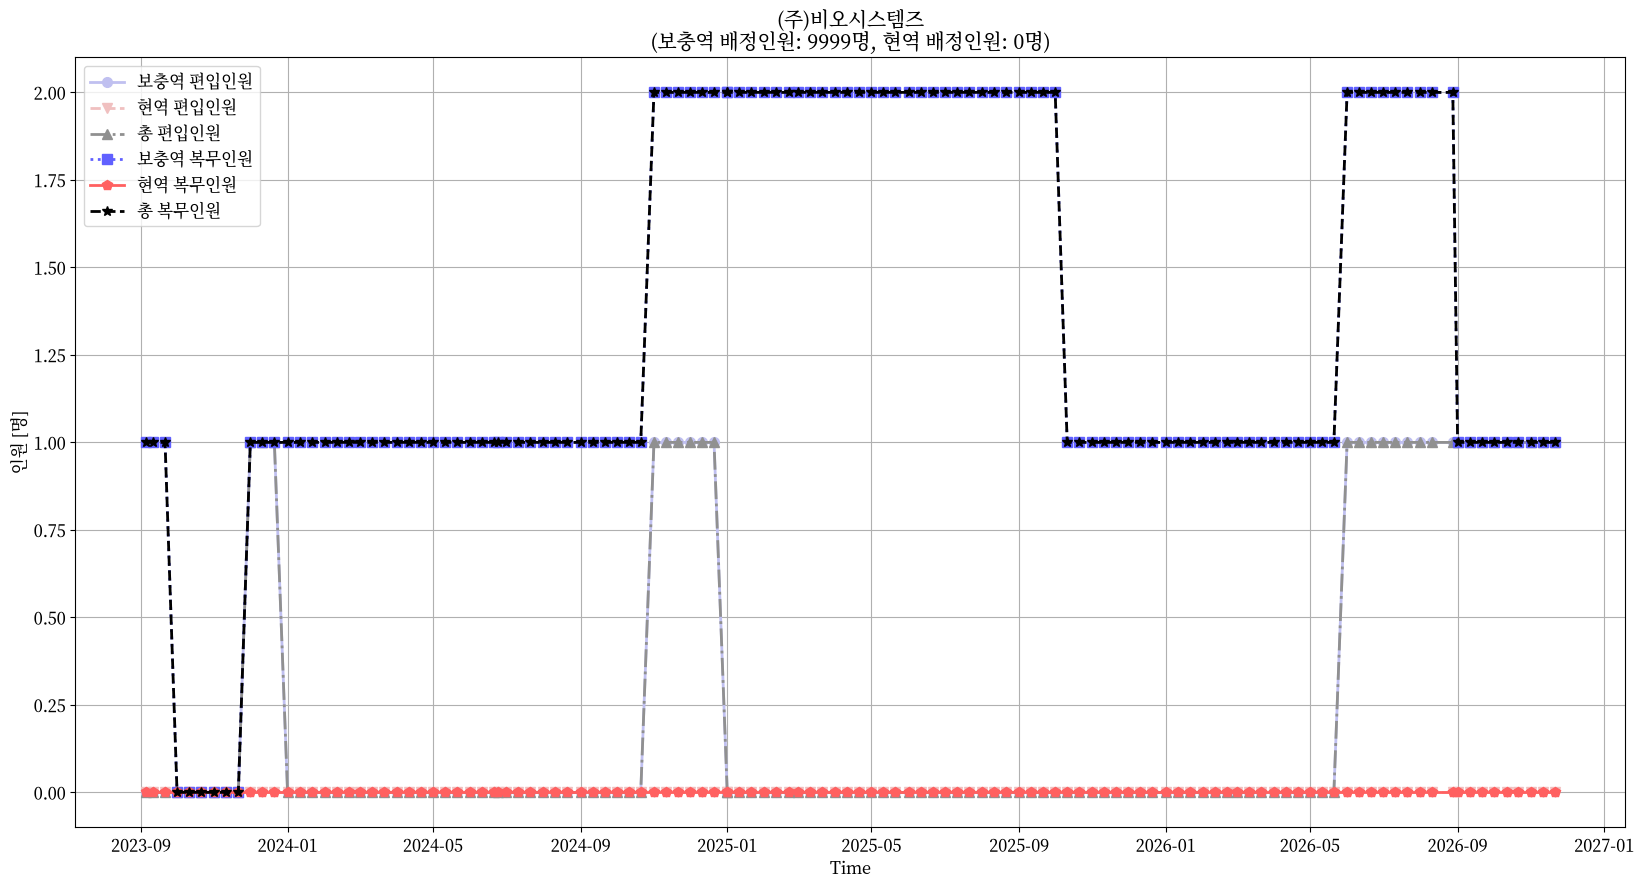 (주)비오시스템즈
(보충역 배정인원: 9999명, 현역 배정인원: 0명)
보충역 편입인원
현역 편입인원
총 편입인원
보충역 복무인원
현역 복무인원
총 복무인원
인원 [명]
2.00
1.75
1.50
1.25
1.00
0.75
0.50
0.25
0.00
2023-09
2024-01
2024-05
2024-09
2025-01
2025-05
2025-09
2026-01
2026-05
2026-09
2027-01
Time